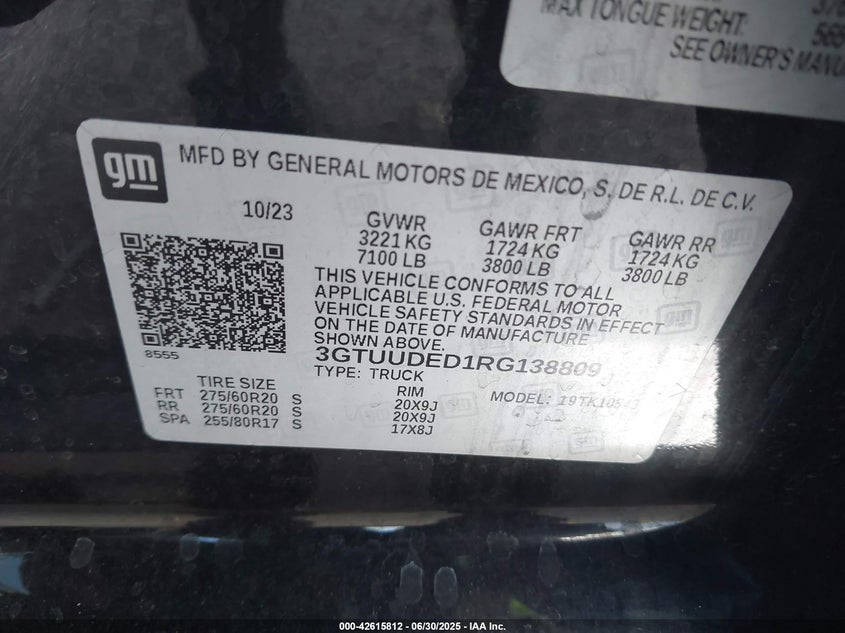 MAX TONGUE WEIGHT:
SEE OWNER'S MANU
gm
MFD BY GENERAL MOTORS DE MEXICO, S. DE R.L. DE C.V.
10/23
GVWR GAWR FRT GAWR RR
3221 KG 1724 KG 1724 KG
7100 LB 3800 LB 3800 LB
THIS VEHICLE CONFORMS TO ALL
APPLICABLE U.S. FEDERAL MOTOR
VEHICLE SAFETY STANDARDS IN EFFECT
ON THE DATE OF MANUFACTURE
SHOWN ABOVE.
8555
3GTUUDED1RG138809
TYPE: TRUCK
TIRE SIZE RIM MODEL:
FRT 275/60R20 S 20X9J
RR 275/60R20 S 20X9J
SPA 255/80R17 S 17X8J
000-42615812 - 06/30/2025 - IAA Inc.